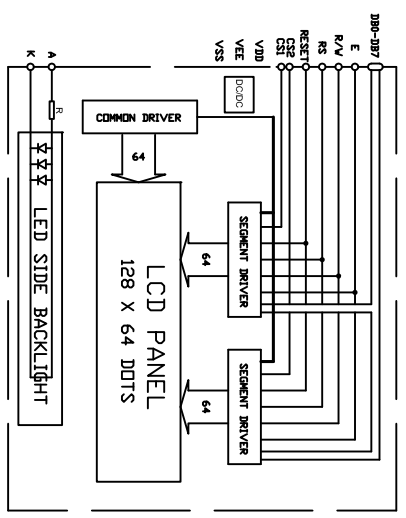 DB0-DB7
E
R/W
RS
RESET
CS2
CS1
VDD
VEE
VSS
A
K
DC/DC
R
COMMON DRIVER
64
SEGMENT DRIVER
64
SEGMENT DRIVER
64
LCD PANEL
128 X 64 DOTS
LED SIDE BACKLIGHT